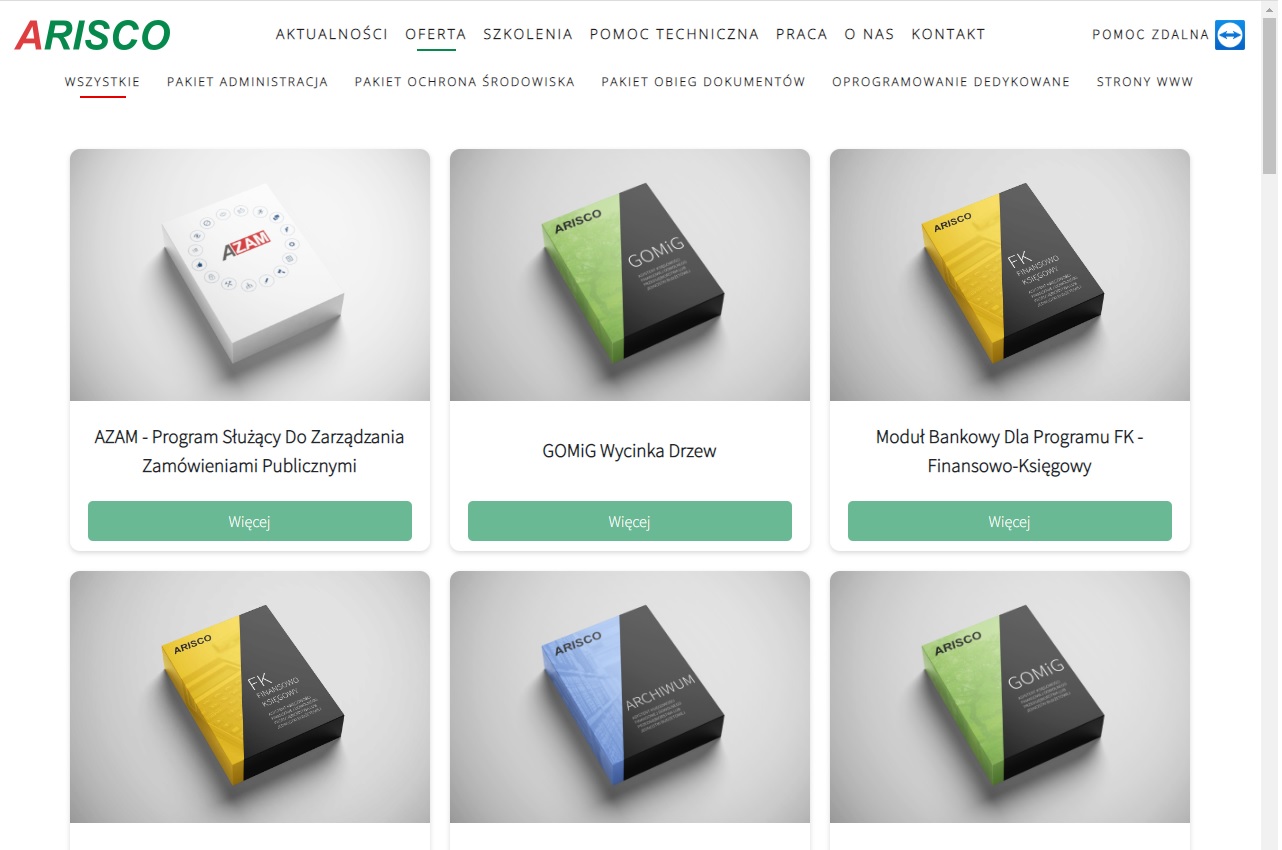 ARISCO
AKTUALNOŚCI OFERTA SZKOLENIA POMOC TECHNICZNA PRACA O NAS KONTAKT
POMOC ZDALNA
WSZYSTKIE PAKIET ADMINISTRACJA PAKIET OCHRONA ŚRODOWISKA PAKIET OBIEG DOKUMENTÓW OPROGRAMOWANIE DEDYKOWANE STRONY WWW
AZAM
ARISCO
GOMiG
ARISCO
FK
FINANSOWO
KSIĘGOWY
AZAM - Program Służący Do Zarządzania
Zamówieniami Publicznymi
GOMiG Wycinka Drzew
Moduł Bankowy Dla Programu FK -
Finansowo-Księgowy
Więcej
Więcej
Więcej
ARISCO
FK
FINANSOWO
KSIĘGOWY
ARISCO
ARCHIWUM
ARISCO
GOMiG